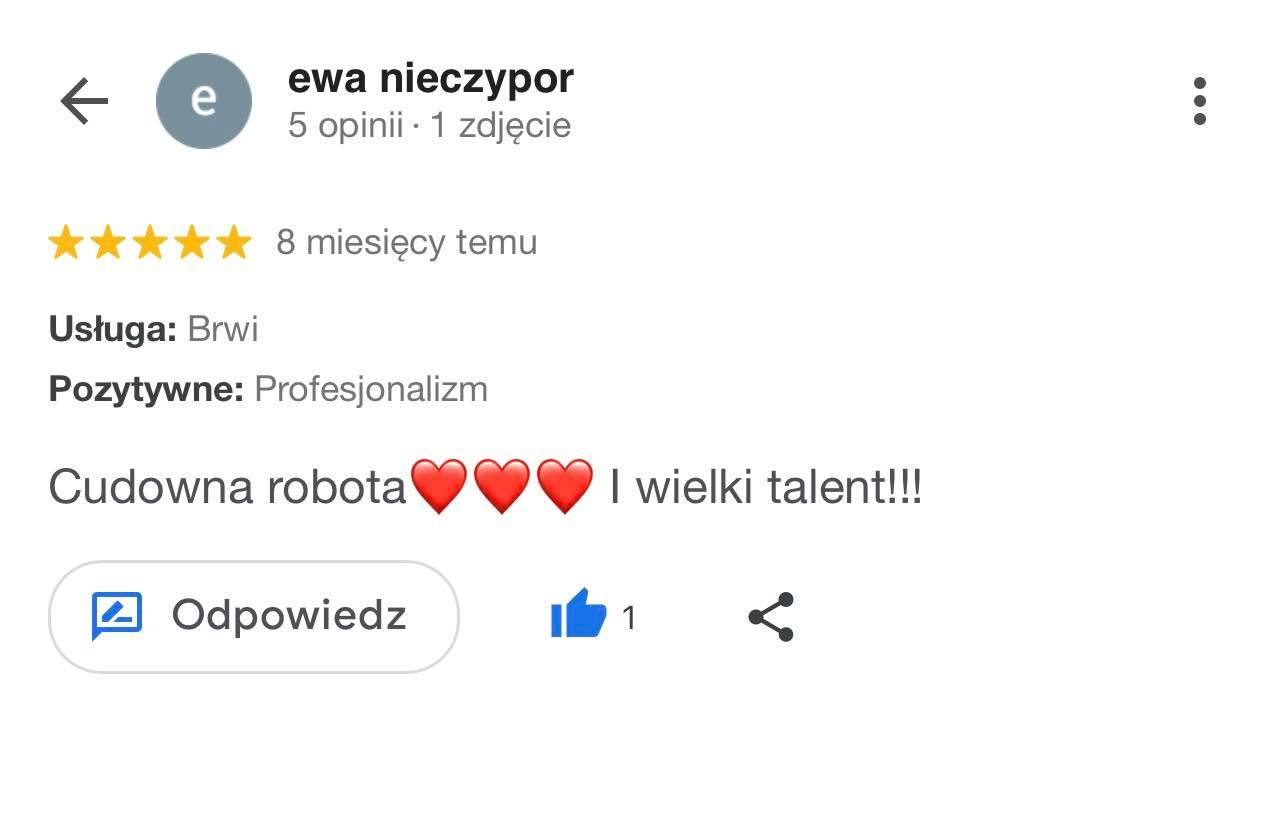 e
ewa nieczypor
5 opinii · 1 zdjęcie
8 miesięcy temu
Usługa: Brwi
Pozytywne: Profesjonalizm
Cudowna robota❤️❤️❤️ I wielki talent!!!
Odpowiedz
1